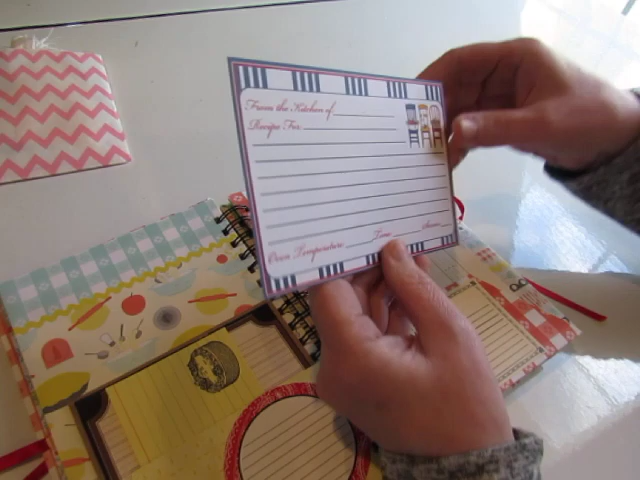 From the Kitchen of
Recipe For:
Oven Temperature: Time: Serves: